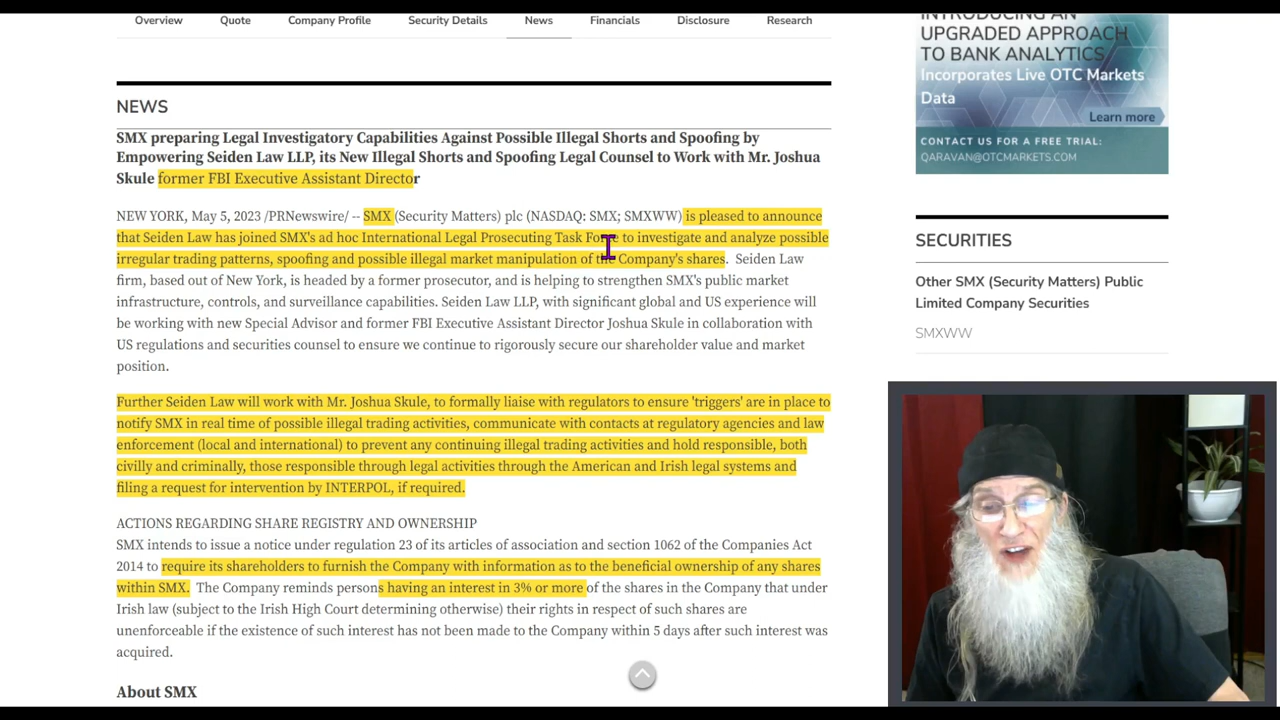 Overview Quote Company Profile Security Details News Financials Disclosure Research
NEWS
SMX preparing Legal Investigatory Capabilities Against Possible Illegal Shorts and Spoofing by
Empowering Seiden Law LLP, its New Illegal Shorts and Spoofing Legal Counsel to Work with Mr. Joshua
Skule former FBI Executive Assistant Director
NEW YORK, May 5, 2023 /PRNewswire/ -- SMX (Security Matters) plc (NASDAQ: SMX; SMXWW) is pleased to announce
that Seiden Law has joined SMX's ad hoc International Legal Prosecuting Task Force to investigate and analyze possible
irregular trading patterns, spoofing and possible illegal market manipulation of the Company's shares. Seiden Law
firm, based out of New York, is headed by a former prosecutor, and is helping to strengthen SMX's public market
infrastructure, controls, and surveillance capabilities. Seiden Law LLP, with significant global and US experience will
be working with new Special Advisor and former FBI Executive Assistant Director Joshua Skule in collaboration with
US regulations and securities counsel to ensure we continue to rigorously secure our shareholder value and market
position.
Further Seiden Law will work with Mr. Joshua Skule, to formally liaise with regulators to ensure 'triggers' are in place to
notify SMX in real time of possible illegal trading activities, communicate with contacts at regulatory agencies and law
enforcement (local and international) to prevent any continuing illegal trading activities and hold responsible, both
civilly and criminally, those responsible through legal activities through the American and Irish legal systems and
filing a request for intervention by INTERPOL, if required.
ACTIONS REGARDING SHARE REGISTRY AND OWNERSHIP
SMX intends to issue a notice under regulation 23 of its articles of association and section 1062 of the Companies Act
2014 to require its shareholders to furnish the Company with information as to the beneficial ownership of any shares
within SMX. The Company reminds persons having an interest in 3% or more of the shares in the Company that under
Irish law (subject to the Irish High Court determining otherwise) their rights in respect of such shares are
unenforceable if the existence of such interest has not been made to the Company within 5 days after such interest was
acquired.
About SMX
INTRODUCING AN
UPGRADED APPROACH
TO BANK ANALYTICS
Incorporates Live OTC Markets
Data
Learn more
CONTACT US FOR A FREE TRIAL:
QARAVAN@OTCMARKETS.COM
SECURITIES
Other SMX (Security Matters) Public
Limited Company Securities
SMXWW